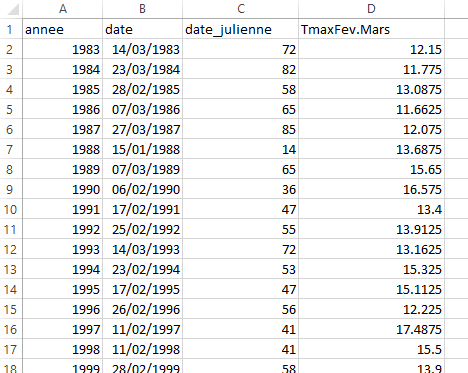 A B C D
1 annee date date_julienne TmaxFev.Mars
2 1983 14/03/1983 72 12.15
3 1984 23/03/1984 82 11.775
4 1985 28/02/1985 58 13.0875
5 1986 07/03/1986 65 11.6625
6 1987 27/03/1987 85 12.075
7 1988 15/01/1988 14 13.6875
8 1989 07/03/1989 65 15.65
9 1990 06/02/1990 36 16.575
10 1991 17/02/1991 47 13.4
11 1992 25/02/1992 55 13.9125
12 1993 14/03/1993 72 13.1625
13 1994 23/02/1994 53 15.325
14 1995 17/02/1995 47 15.1125
15 1996 26/02/1996 56 12.225
16 1997 11/02/1997 41 17.4875
17 1998 11/02/1998 41 15.5
18 1999 28/02/1999 58 13.9